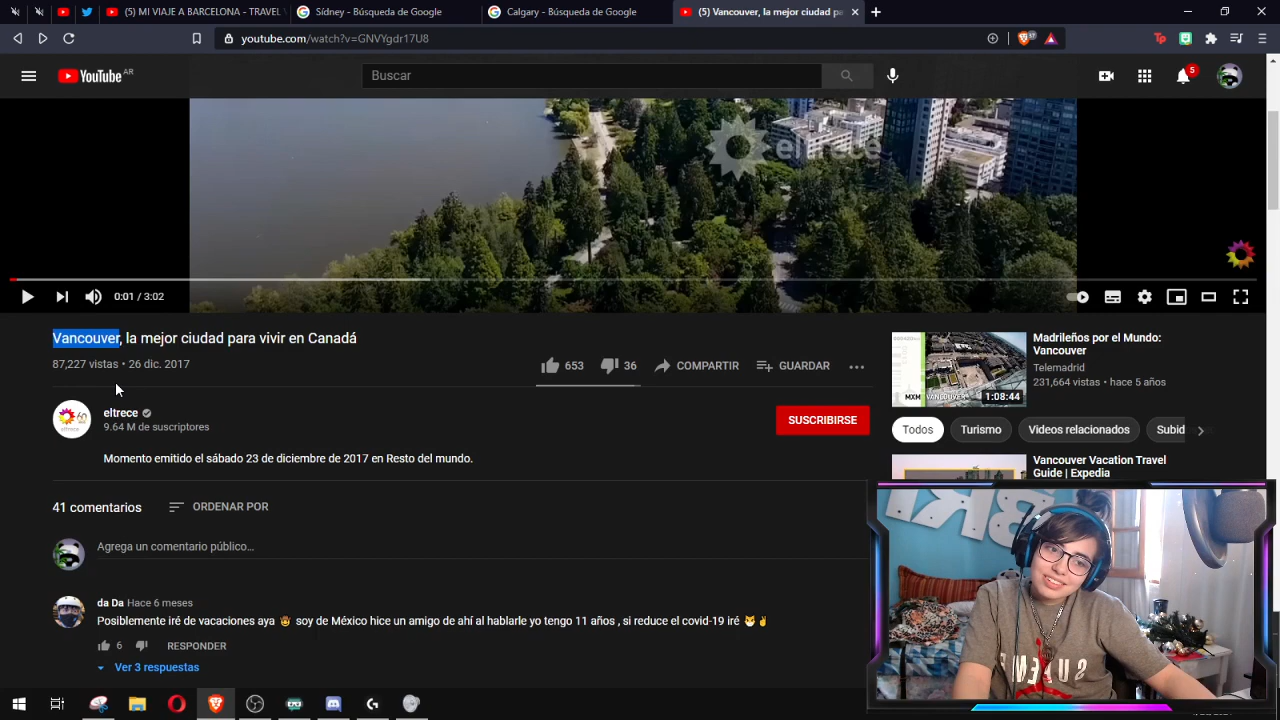 (5) MI VIAJE A BARCELONA - TRAVEL V
Sídney - Búsqueda de Google
Calgary - Búsqueda de Google
(5) Vancouver, la mejor ciudad pa
youtube.com/watch?v=GNVYgdr17U8
YouTube AR
Buscar
5
eltrece
0:01 / 3:02
Vancouver, la mejor ciudad para vivir en Canadá
87,227 vistas • 26 dic. 2017
653
36
COMPARTIR
GUARDAR
eltrece
9.64 M de suscriptores
SUSCRIBIRSE
Momento emitido el sábado 23 de diciembre de 2017 en Resto del mundo.
41 comentarios
ORDENAR POR
Agrega un comentario público...
da Da Hace 6 meses
Posiblemente iré de vacaciones aya 🤠 soy de México hice un amigo de ahí al hablarle yo tengo 11 años , si reduce el covid-19 iré 😼✌
6
RESPONDER
Ver 3 respuestas
MXM VANCOUVER
1:08:44
Madrileños por el Mundo:
Vancouver
Telemadrid
231,664 vistas • hace 5 años
Todos
Turismo
Videos relacionados
Subid
Vancouver Vacation Travel
Guide | Expedia